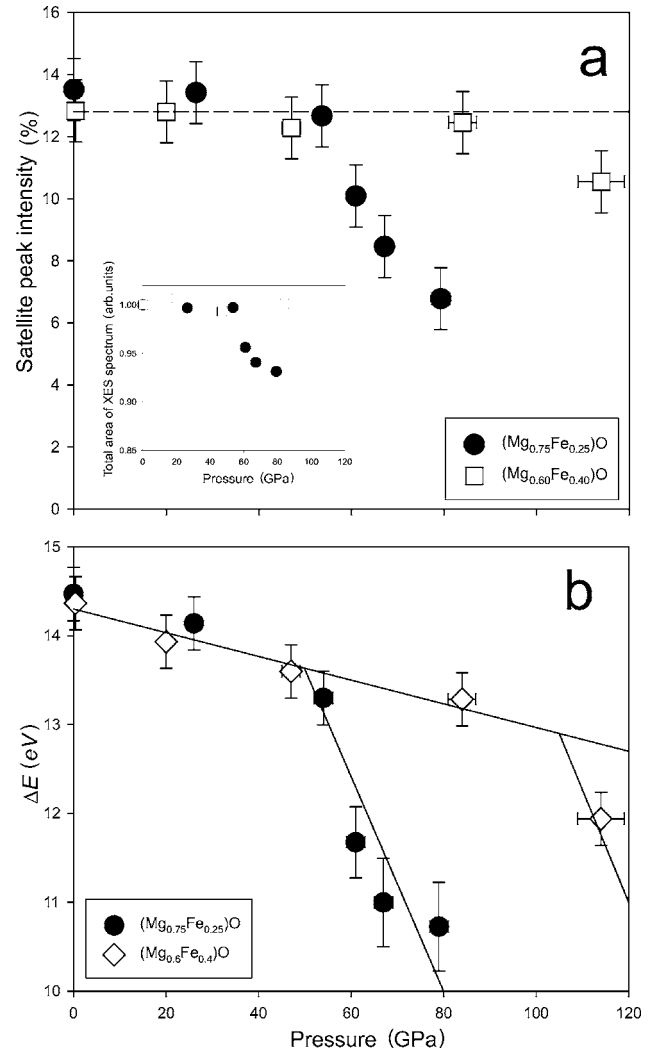 16
14
12
10
8
6
4
2
0
Satellite peak intensity (%)
a
Total area of XES spectrum (arb.units)
1.00
0.95
0.90
0.85
0 20 40 60 80 100 120
Pressure (GPa)
(Mg0.75Fe0.25)O
(Mg0.60Fe0.40)O
15
14
13
12
11
10
ΔE (eV)
b
(Mg0.75Fe0.25)O
(Mg0.6Fe0.4)O
0 20 40 60 80 100 120
Pressure (GPa)